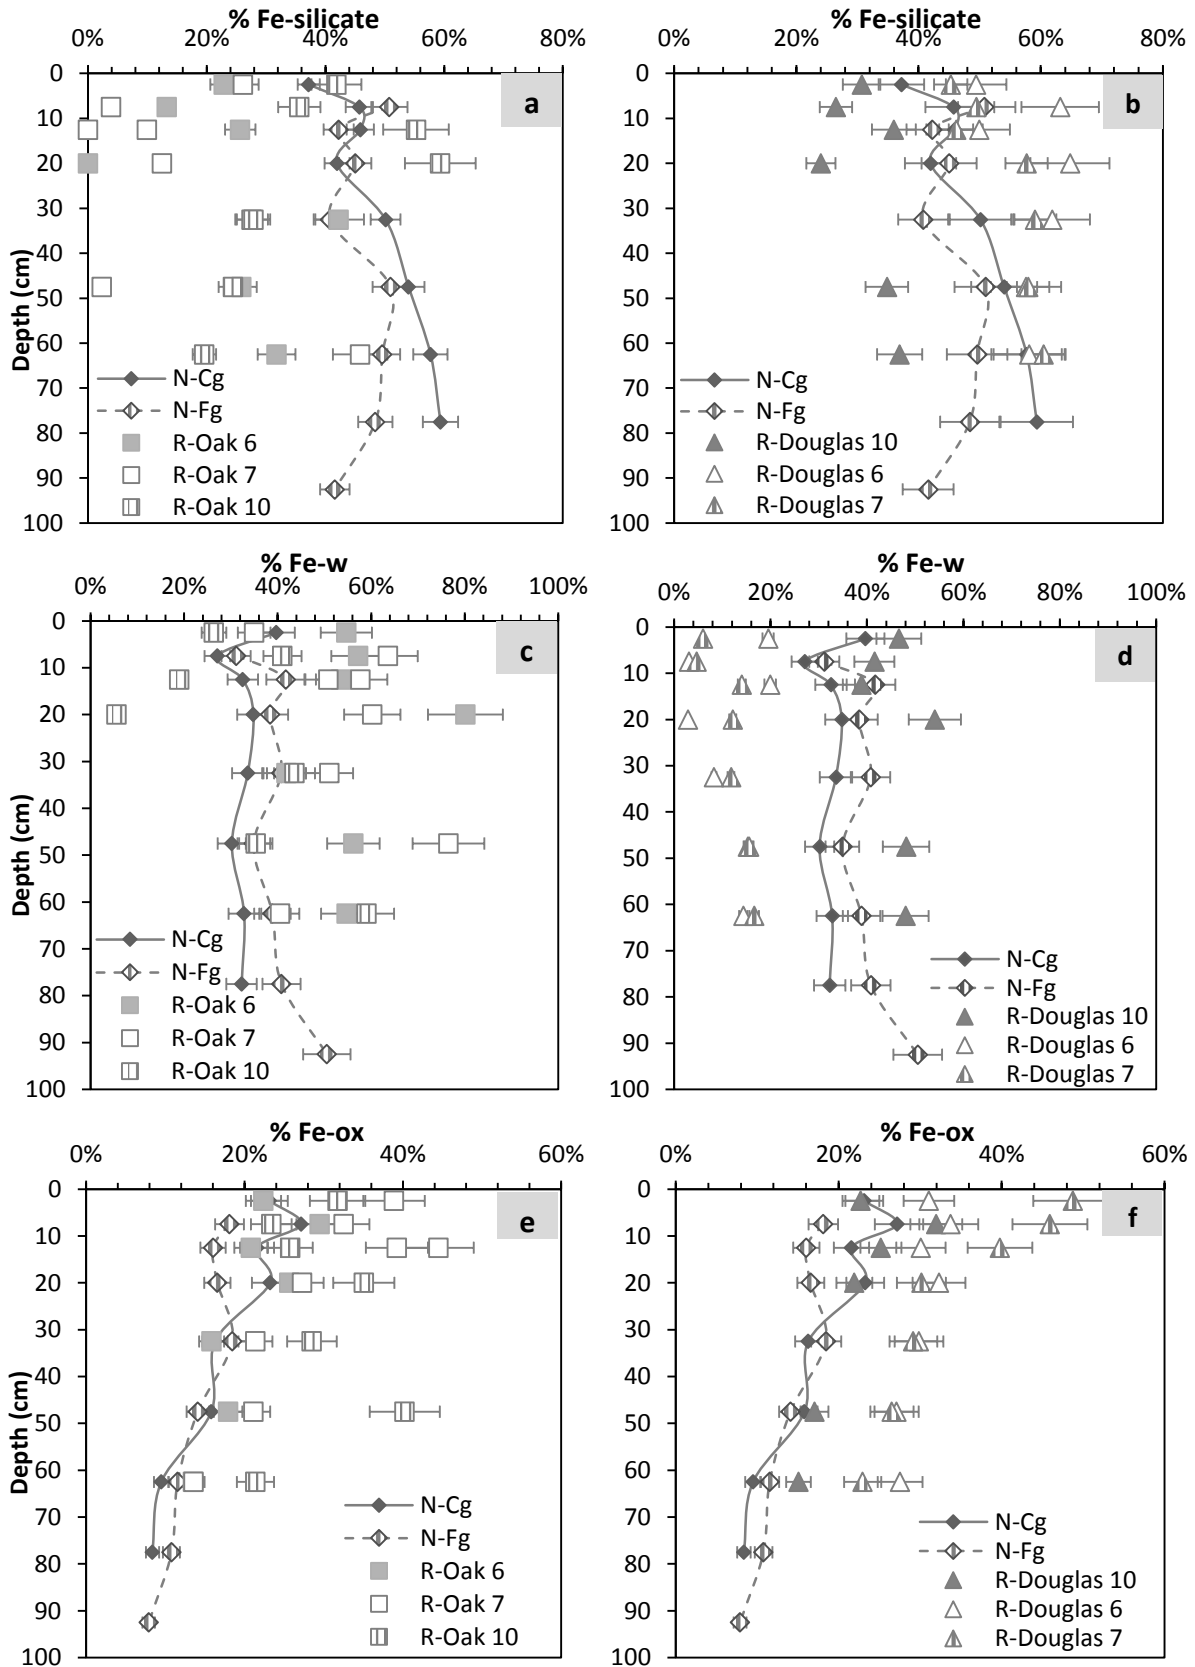 % Fe-silicate
0% 20% 40% 60% 80%
0
10
20
30
40
50
60
70
80
90
100
Depth (cm)
a
N-Cg
N-Fg
R-Oak 6
R-Oak 7
R-Oak 10
% Fe-silicate
0% 20% 40% 60% 80%
0
10
20
30
40
50
60
70
80
90
100
b
N-Cg
N-Fg
R-Douglas 10
R-Douglas 6
R-Douglas 7
% Fe-w
0% 20% 40% 60% 80% 100%
0
10
20
30
40
50
60
70
80
90
100
Depth (cm)
c
N-Cg
N-Fg
R-Oak 6
R-Oak 7
R-Oak 10
% Fe-w
0% 20% 40% 60% 80% 100%
0
10
20
30
40
50
60
70
80
90
100
d
N-Cg
N-Fg
R-Douglas 10
R-Douglas 6
R-Douglas 7
% Fe-ox
0% 20% 40% 60%
0
10
20
30
40
50
60
70
80
90
100
Depth (cm)
e
N-Cg
N-Fg
R-Oak 6
R-Oak 7
R-Oak 10
% Fe-ox
0% 20% 40% 60%
0
10
20
30
40
50
60
70
80
90
100
f
N-Cg
N-Fg
R-Douglas 10
R-Douglas 6
R-Douglas 7